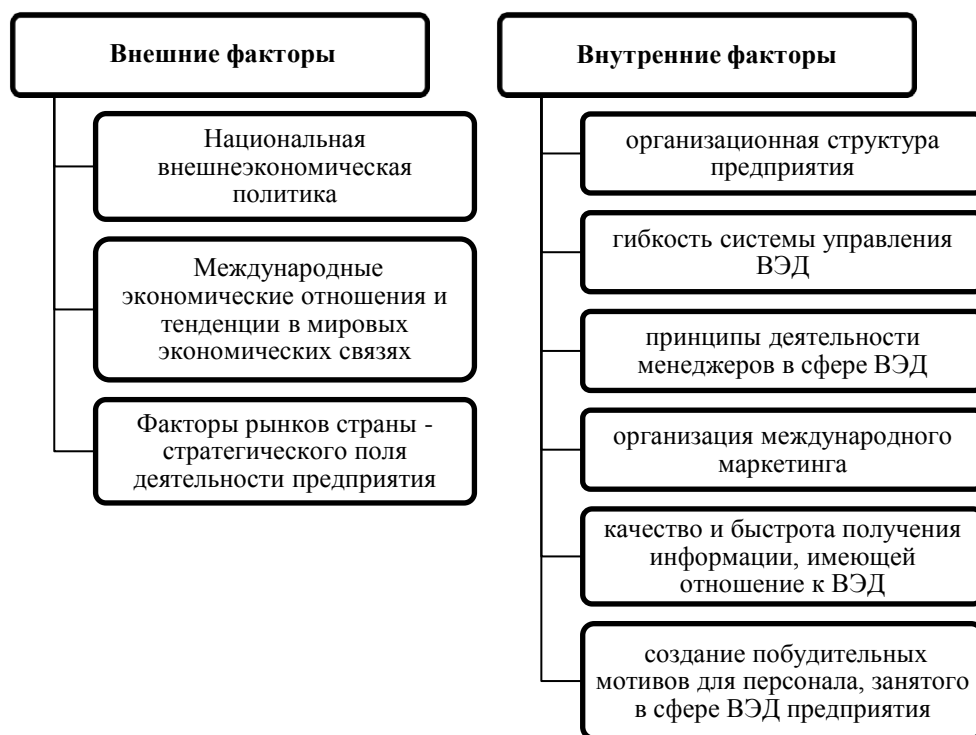 Внешние факторы
Национальная
внешнеэкономическая
политика
Международные
экономические отношения и
тенденции в мировых
экономических связях
Факторы рынков страны -
стратегического поля
деятельности предприятия
Внутренние факторы
организационная структура
предприятия
гибкость системы управления
ВЭД
принципы деятельности
менеджеров в сфере ВЭД
организация международного
маркетинга
качество и быстрота получения
информации, имеющей
отношение к ВЭД
создание побудительных
мотивов для персонала, занятого
в сфере ВЭД предприятия